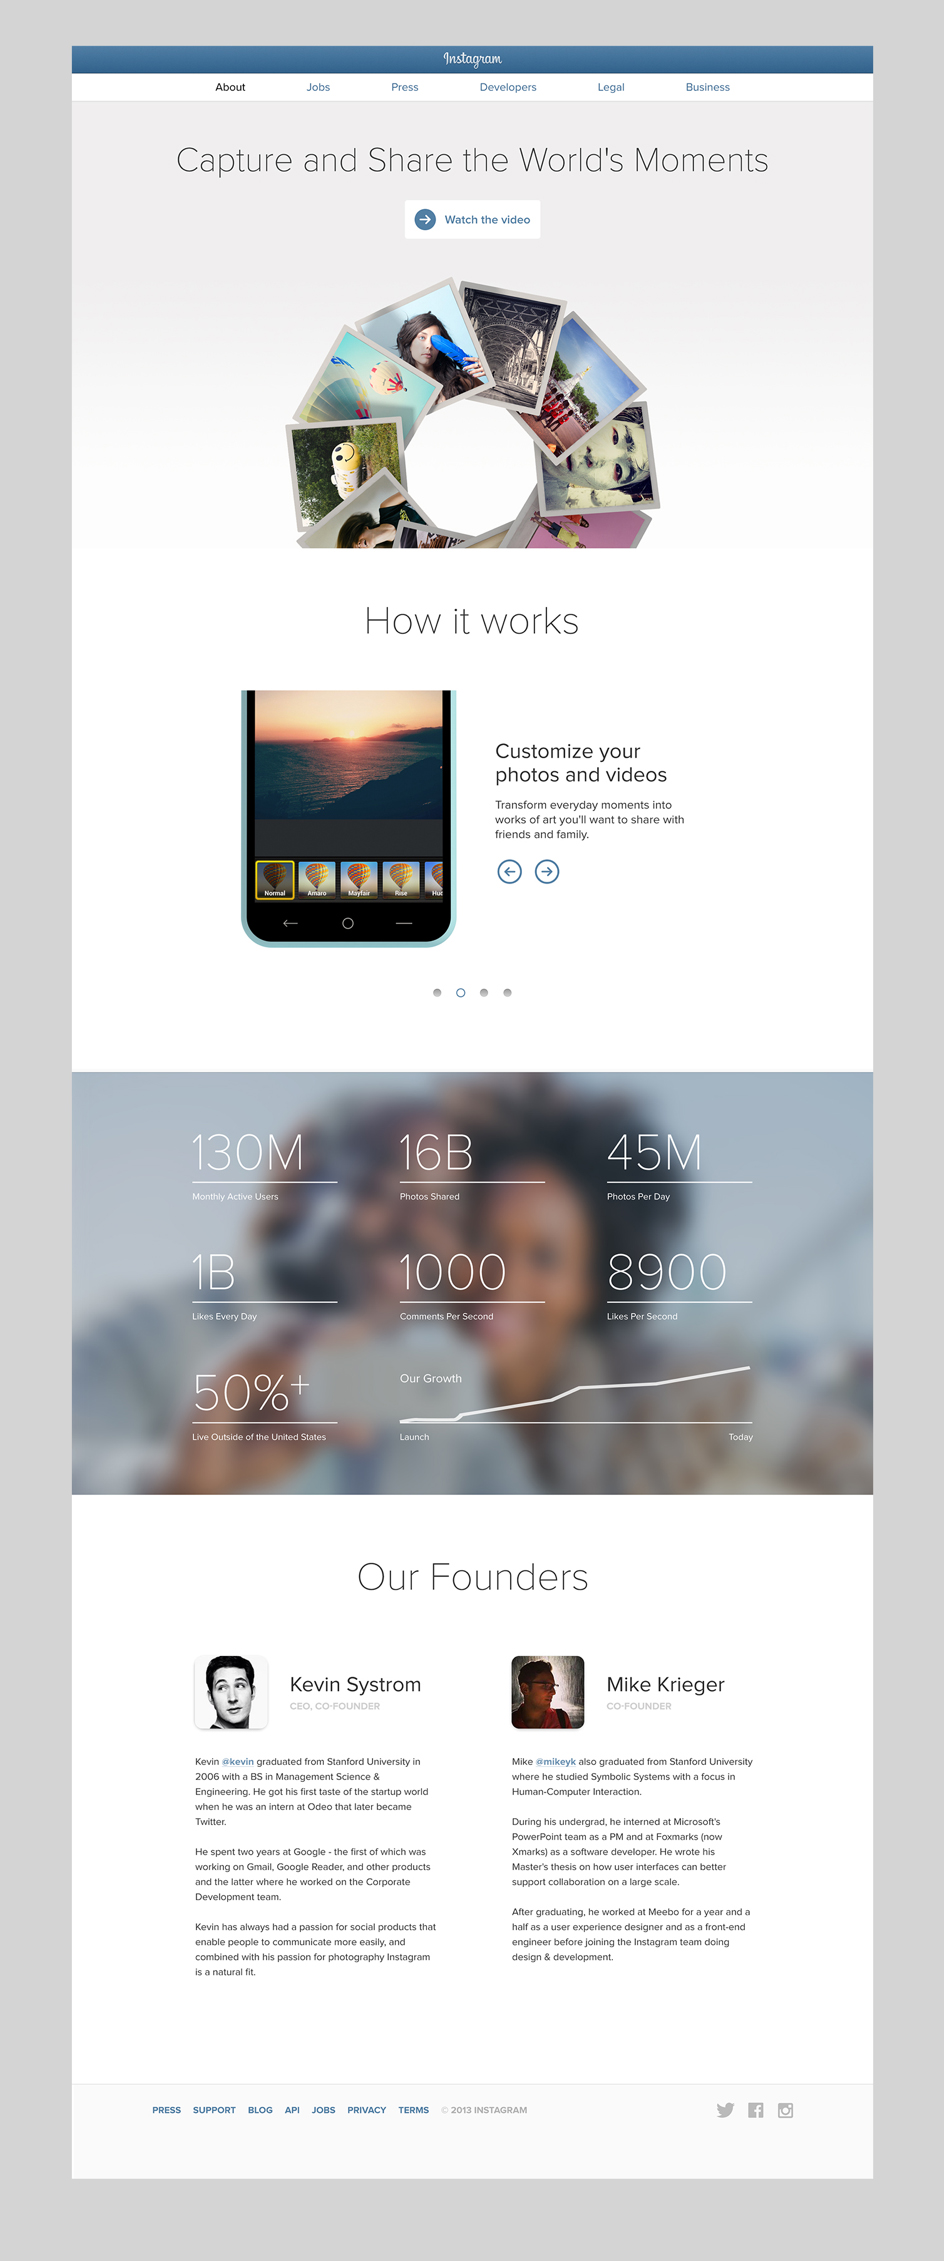 Instagram
About Jobs Press Developers Legal Business
Capture and Share the World's Moments
Watch the video
How it works
Customize your
photos and videos
Transform everyday moments into
works of art you'll want to share with
friends and family.
Normal Amaro Mayfair Rise Hud
130M 16B 45M
Monthly Active Users Photos Shared Photos Per Day
1B 1000 8900
Likes Every Day Comments Per Second Likes Per Second
50%+
Our Growth
Live Outside of the United States Launch Today
Our Founders
Kevin Systrom
CEO, CO-FOUNDER
Kevin @kevin graduated from Stanford University in
2006 with a BS in Management Science &
Engineering. He got his first taste of the startup world
when he was an intern at Odeo that later became
Twitter.
He spent two years at Google - the first of which was
working on Gmail, Google Reader, and other products
and the latter where he worked on the Corporate
Development team.
Kevin has always had a passion for social products that
enable people to communicate more easily, and
combined with his passion for photography Instagram
is a natural fit.
Mike Krieger
CO-FOUNDER
Mike @mikeyk also graduated from Stanford University
where he studied Symbolic Systems with a focus in
Human-Computer Interaction.
During his undergrad, he interned at Microsoft's
PowerPoint team as a PM and at Foxmarks (now
Xmarks) as a software developer. He wrote his
Master's thesis on how user interfaces can better
support collaboration on a large scale.
After graduating, he worked at Meebo for a year and a
half as a user experience designer and as a front-end
engineer before joining the Instagram team doing
design & development.
PRESS SUPPORT BLOG API JOBS PRIVACY TERMS © 2013 INSTAGRAM